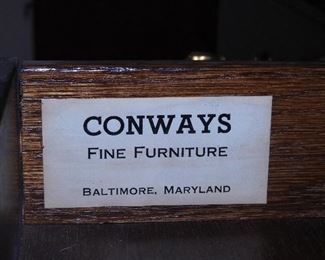 CONWAYS
FINE FURNITURE
BALTIMORE, MARYLAND